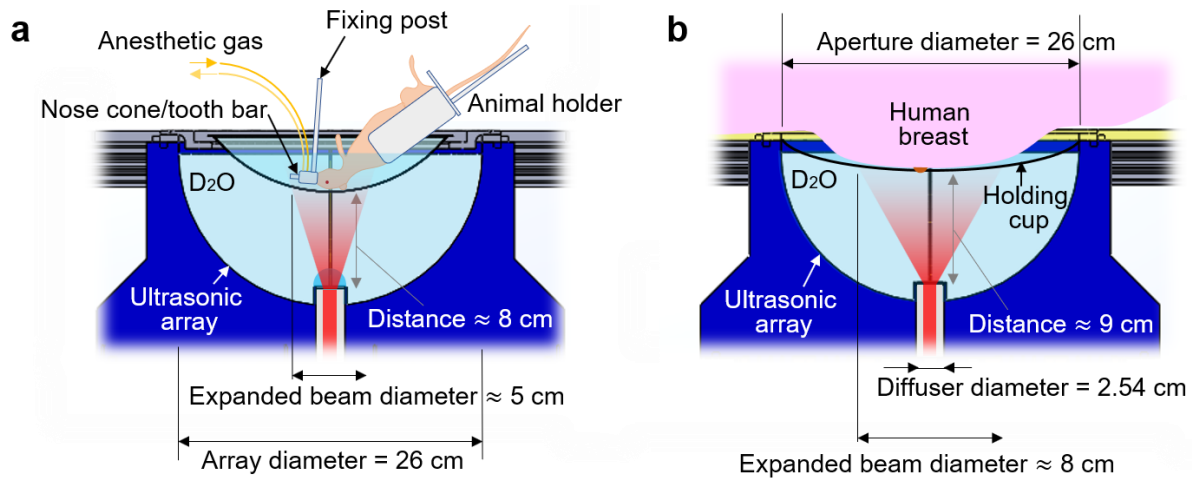 a
Fixing post
Anesthetic gas
Nose cone/tooth bar
Animal holder
D₂O
Ultrasonic
array
Distance ≈ 8 cm
Expanded beam diameter ≈ 5 cm
Array diameter = 26 cm
b
Aperture diameter = 26 cm
Human
breast
D₂O
Holding
cup
Ultrasonic
array
Distance ≈ 9 cm
Diffuser diameter = 2.54 cm
Expanded beam diameter ≈ 8 cm